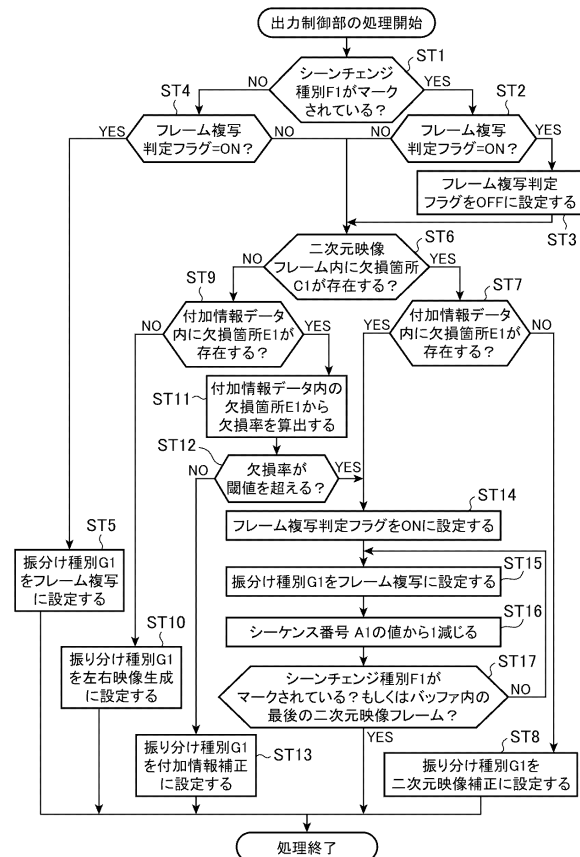 出力制御部の処理開始
ST1
シーンチェンジ
種別F1がマーク
されている？
NO
YES
ST4
フレーム複写
判定フラグ=ON？
YES
NO
ST2
フレーム複写
判定フラグ=ON？
NO
YES
フレーム複写判定
フラグをOFFに設定する
ST3
ST6
二次元映像
フレーム内に欠損箇所
C1が存在する？
NO
YES
ST9
付加情報データ
内に欠損箇所E1が
存在する？
NO
YES
ST7
付加情報データ
内に欠損箇所E1が
存在する？
YES
NO
ST11
付加情報データ内の
欠損箇所E1から
欠損率を算出する
ST12
欠損率が
閾値を超える？
NO
YES
ST14
フレーム複写判定フラグをONに設定する
ST5
振分け種別G1
をフレーム複写
に設定する
ST15
振分け種別G1をフレーム複写に設定する
ST16
シーケンス番号 A1の値から1減じる
ST10
振り分け種別G1
を左右映像生成
に設定する
ST17
シーンチェンジ種別F1が
マークされている？もしくはバッファ内の
最後の二次元映像フレーム？
NO
YES
ST13
振り分け種別G1
を付加情報補正
に設定する
ST8
振り分け種別G1を
二次元映像補正に設定する
処理終了